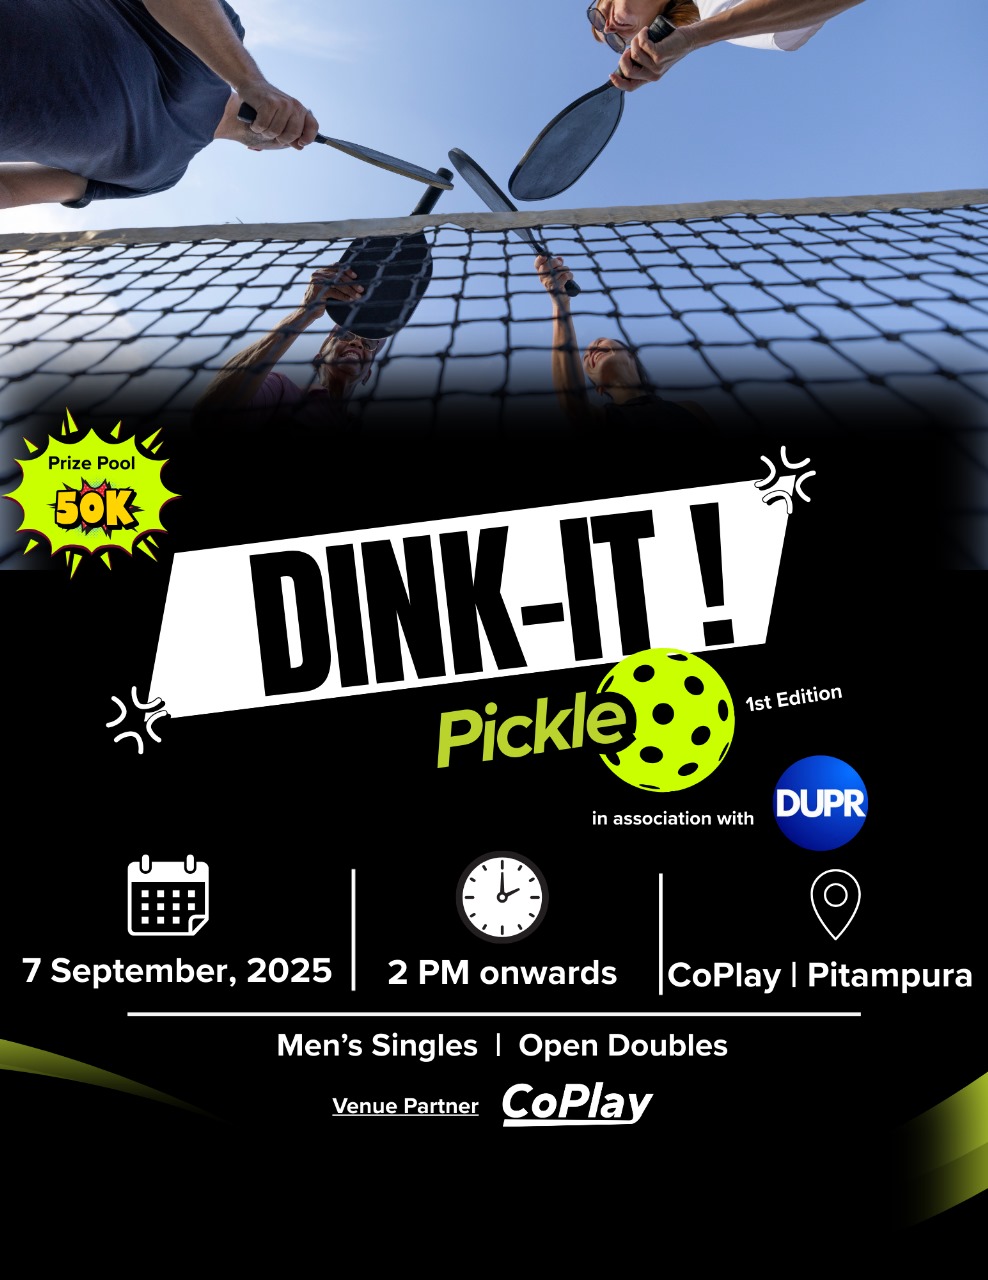 Prize Pool
50K
DINK-IT !
Pickle
1st Edition
in association with
DUPR
7 September, 2025
2 PM onwards
CoPlay | Pitampura
Men’s Singles | Open Doubles
Venue Partner CoPlay